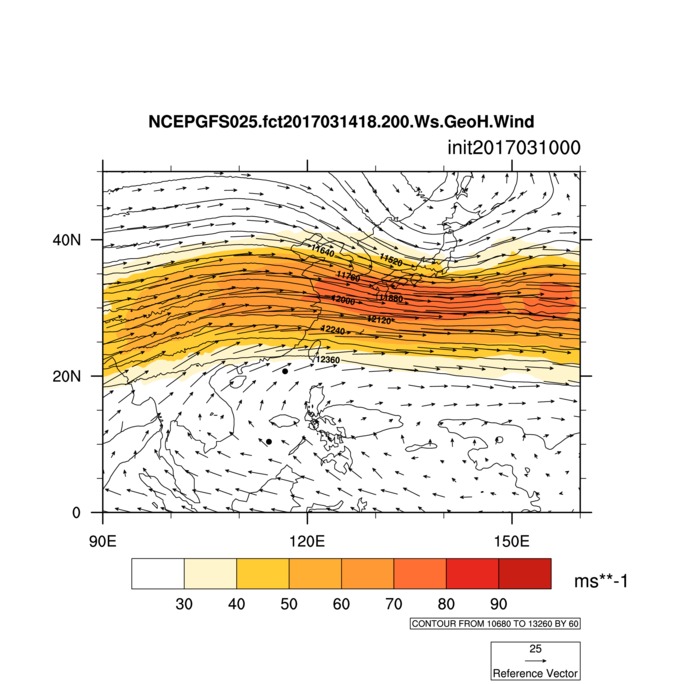 NCEPGFS025.fct2017031418.200.Ws.GeoH.Wind
init2017031000
40N
20N
0
11640
11520
11760
11880
12000
12120
12240
12360
90E
120E
150E
30
40
50
60
70
80
90
ms**-1
CONTOUR FROM 10680 TO 13260 BY 60
25
Reference Vector